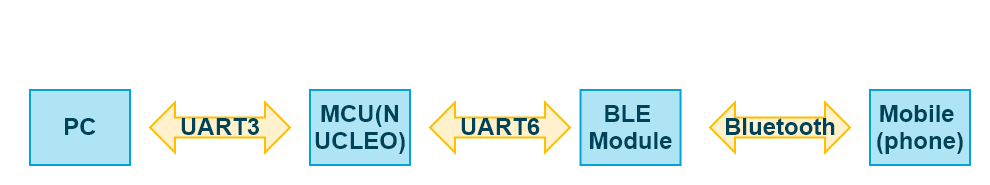 PC
UART3
MCU(N
UCLEO)
UART6
BLE
Module
Bluetooth
Mobile
(phone)